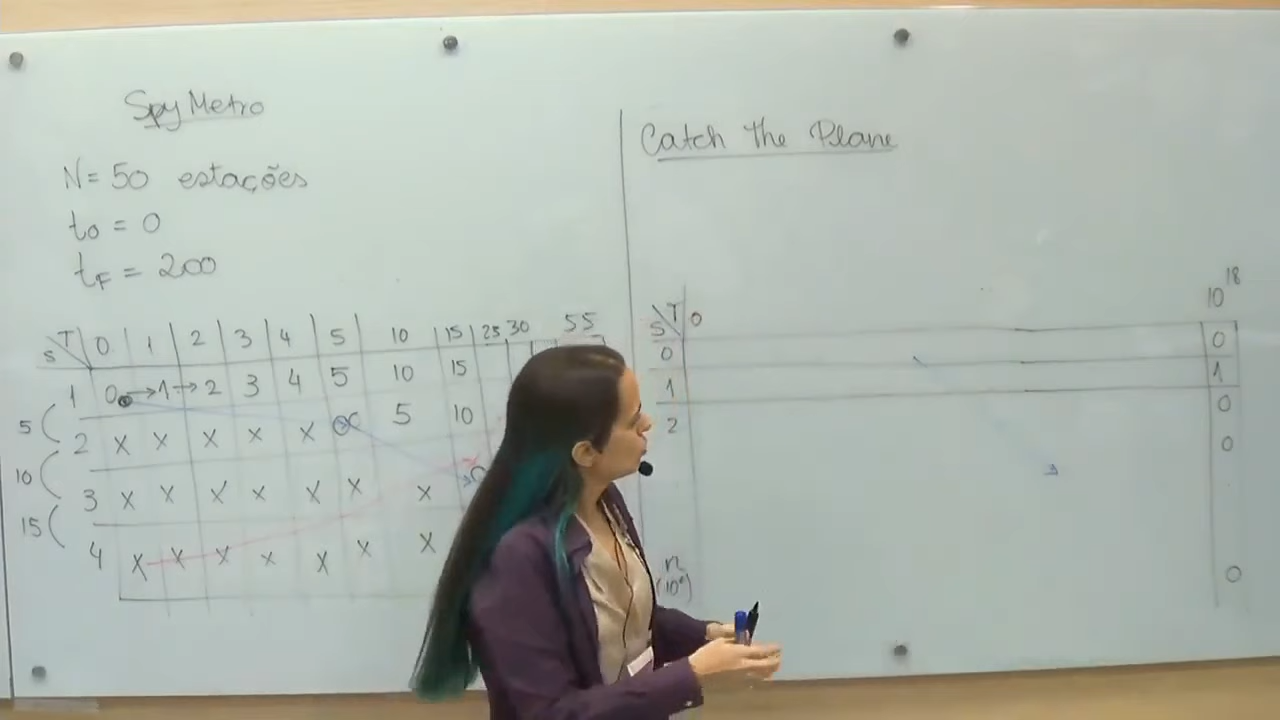 Spy Metro
N = 50 estações
t0 = 0
tF = 200
S T 0 1 2 3 4 5 10 15 25 30 55
1 0 → 1 → 2 3 4 5 10 15
5 2 X X X X X 5 10
10 3 X X X X X X X
15 4 X X X X X X X
Catch The Plane
10^18
S T 0
0 0
1 1
2 0
0
n
0